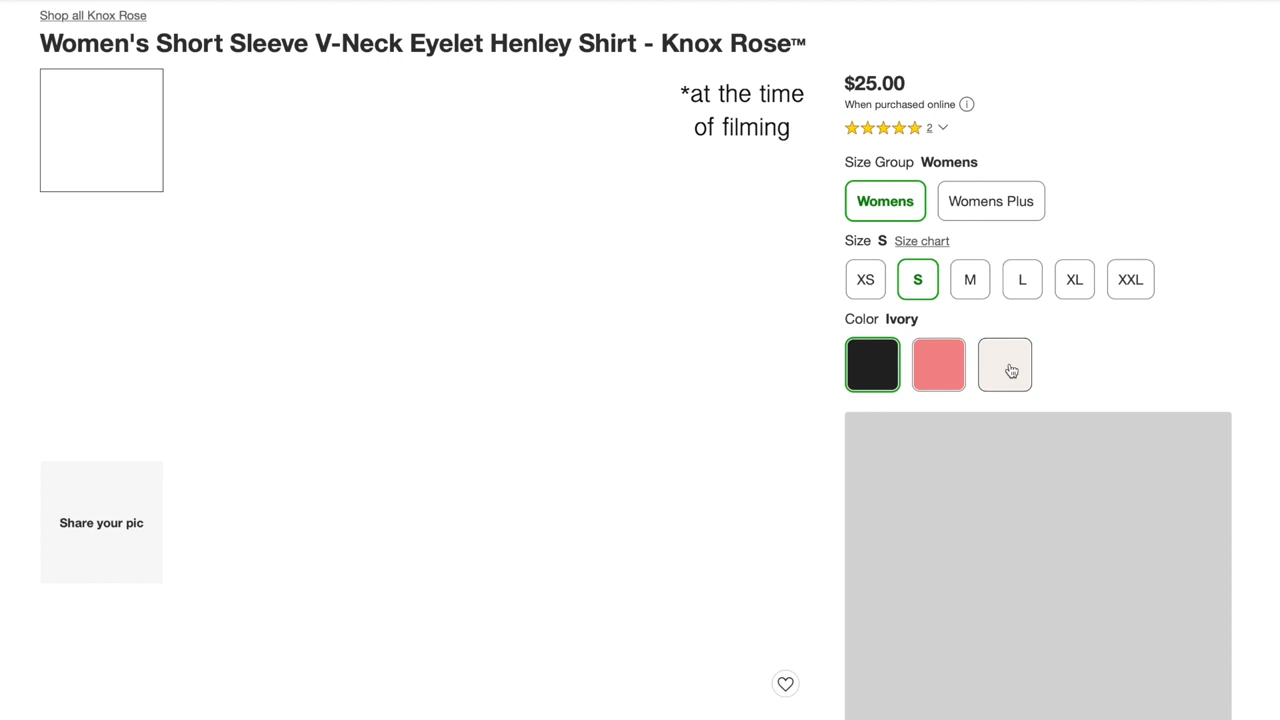 Shop all Knox Rose
Women's Short Sleeve V-Neck Eyelet Henley Shirt - Knox Rose™
*at the time
of filming
$25.00
When purchased online
2
Size Group Womens
Womens Womens Plus
Size S Size chart
XS S M L XL XXL
Color Ivory
Share your pic